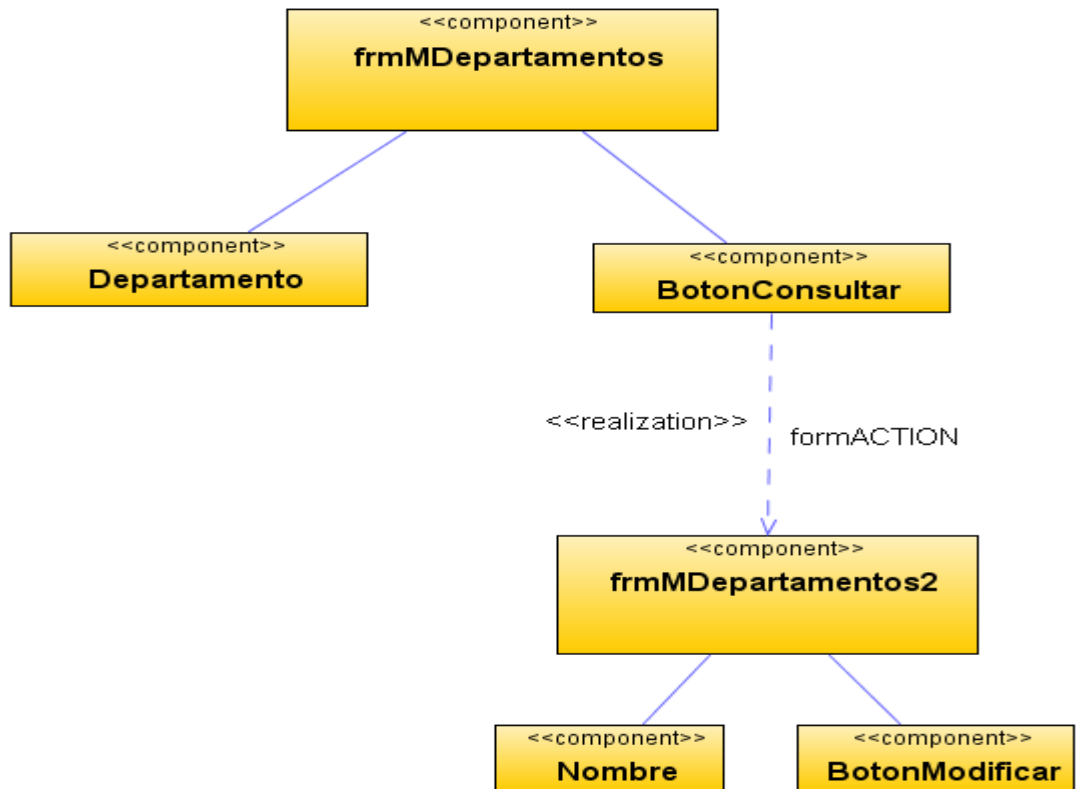 <<component>>
frmMDepartamentos
<<component>>
Departamento
<<component>>
BotonConsultar
<<realization>>
formACTION
<<component>>
frmMDepartamentos2
<<component>>
Nombre
<<component>>
BotonModificar